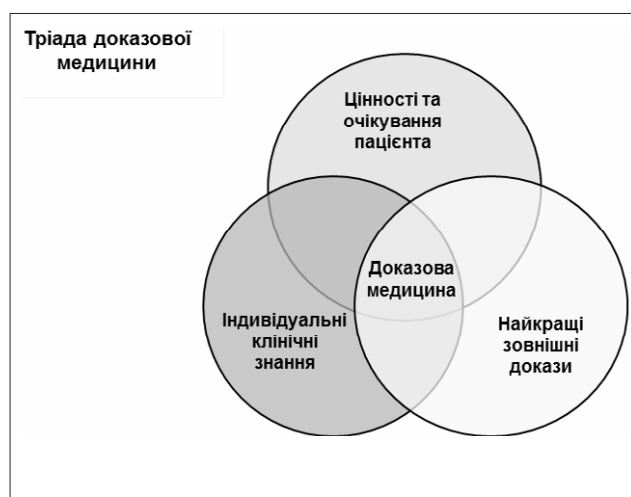 Тріада доказової
медицини
Цінності та
очікування
пацієнта
Доказова
медицина
Індивідуальні
клінічні
знання
Найкращі
зовнішні
докази